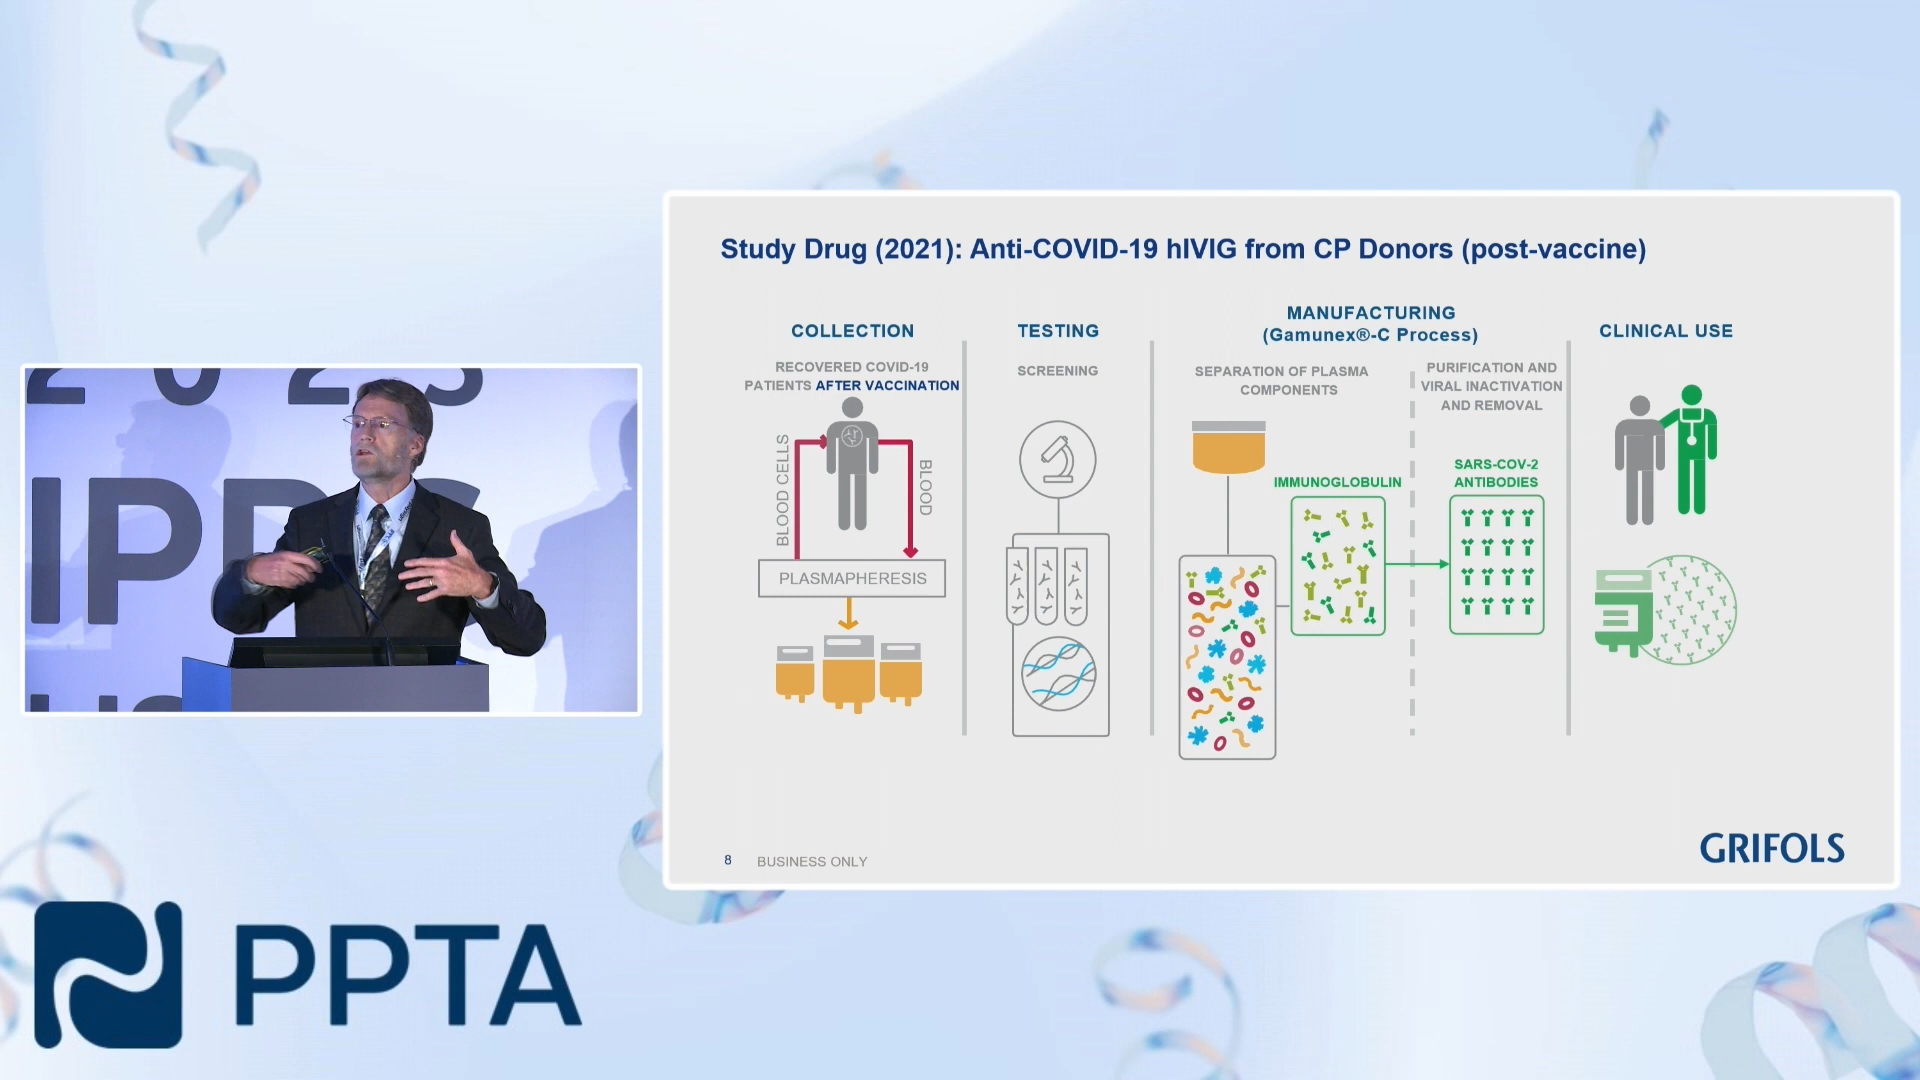 Study Drug (2021): Anti-COVID-19 hIVIG from CP Donors (post-vaccine)
COLLECTION
RECOVERED COVID-19
PATIENTS AFTER VACCINATION
BLOOD CELLS
BLOOD
PLASMAPHERESIS
TESTING
SCREENING
MANUFACTURING
(Gamunex®-C Process)
SEPARATION OF PLASMA
COMPONENTS
IMMUNOGLOBULIN
PURIFICATION AND
VIRAL INACTIVATION
AND REMOVAL
SARS-COV-2
ANTIBODIES
CLINICAL USE
8 BUSINESS ONLY
GRIFOLS
2023
IPP
PPTA